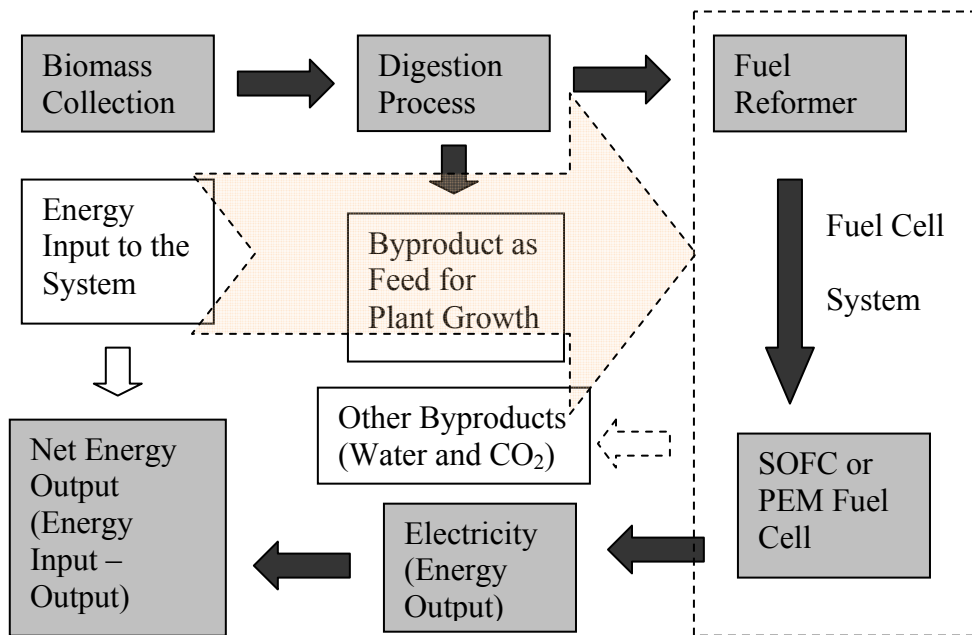 Biomass
Collection
Digestion
Process
Fuel
Reformer
Energy
Input to the
System
Byproduct as
Feed for
Plant Growth
Fuel Cell
System
Other Byproducts
(Water and CO₂)
Net Energy
Output
(Energy
Input –
Output)
Electricity
(Energy
Output)
SOFC or
PEM Fuel
Cell